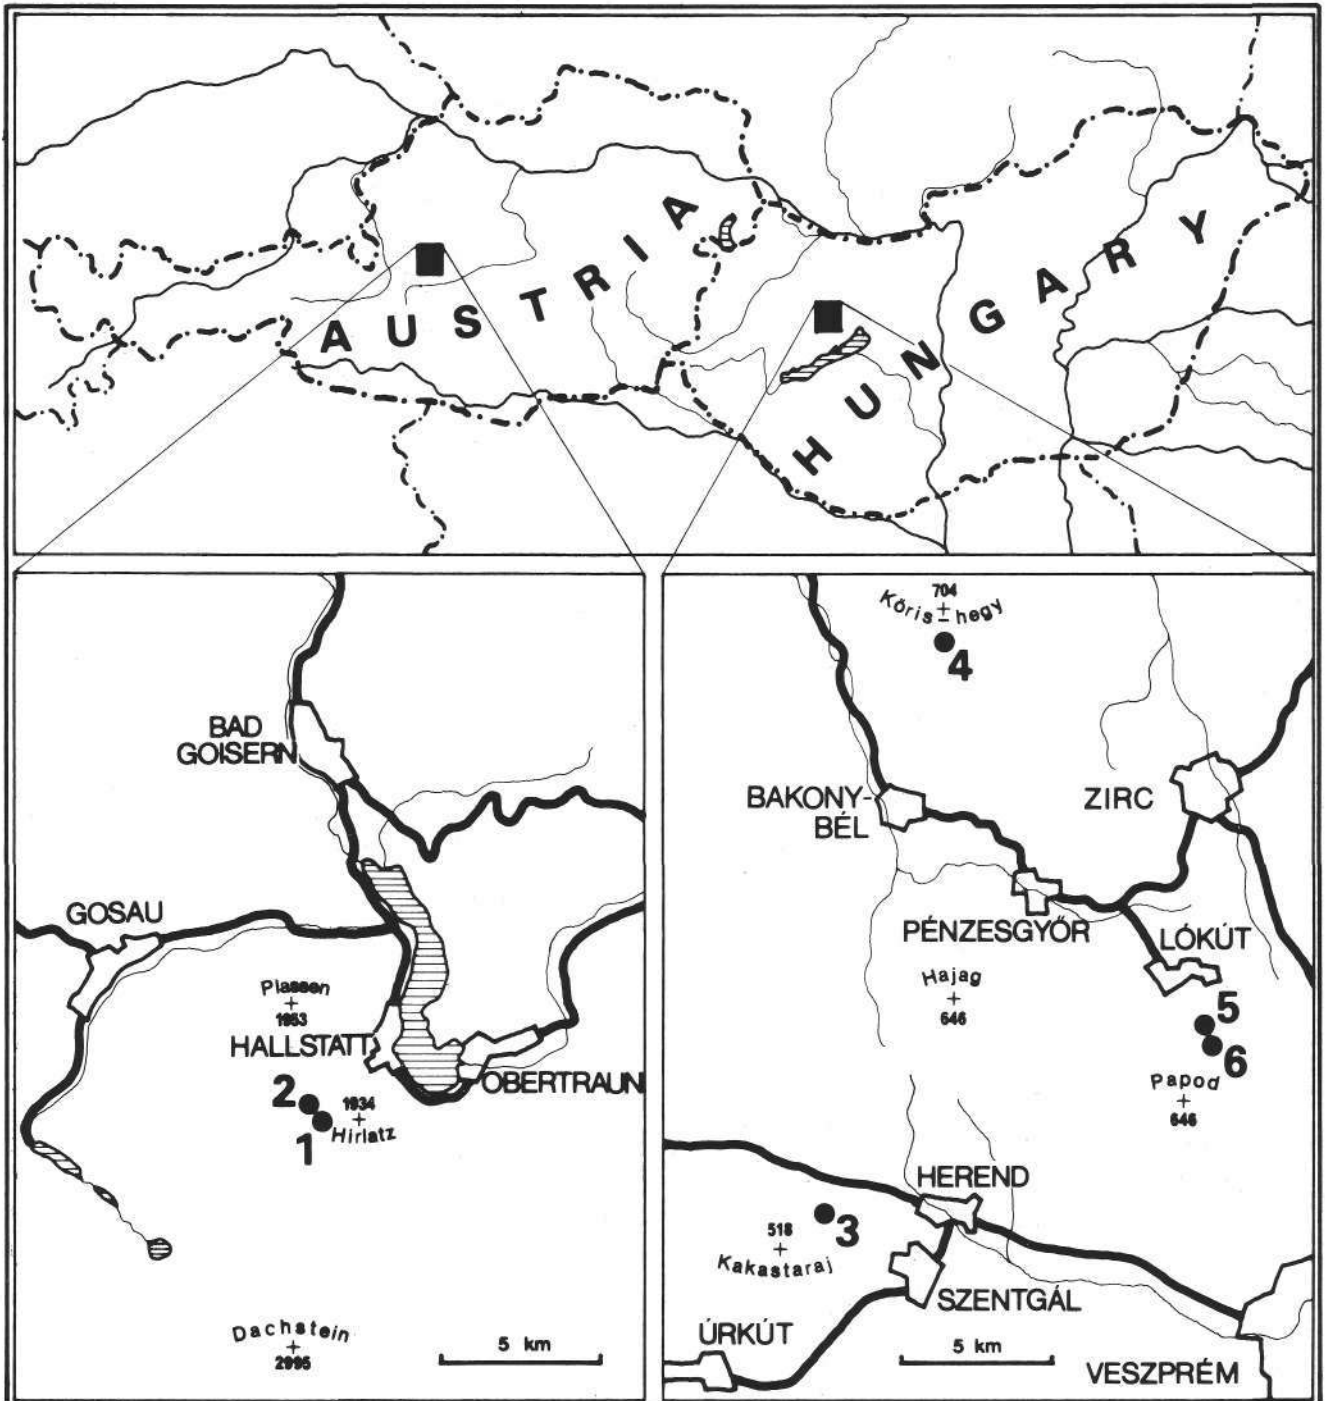 AUSTRIA
HUNGARY
BAD
GOISERN
GOSAU
Plassen
1953
HALLSTATT
OBERTRAUN
2
1
1934
Hirlatz
Dachstein
2995
5 km
704
Kőris-hegy
4
BAKONY-
BÉL
ZIRC
PÉNZESGYŐR
LÓKÚT
Hajag
646
5
6
Papod
646
HEREND
3
518
Kakastaraj
SZENTGÁL
ÚRKÚT
5 km
VESZPRÉM